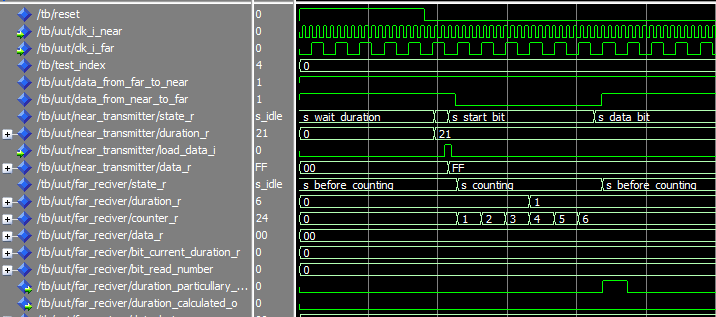 /tb/reset 0
/tb/uut/clk_i_near 0
/tb/uut/clk_i_far 0
/tb/test_index 4 0
/tb/uut/data_from_far_to_near 1
/tb/uut/data_from_near_to_far 1
/tb/uut/near_transmitter/state_r s_idle s_wait_duration s_start_bit s_data_bit
/tb/uut/near_transmitter/duration_r 21 0 21
/tb/uut/near_transmitter/load_data_i 0
/tb/uut/near_transmitter/data_r FF 00 FF
/tb/uut/far_reciver/state_r s_idle s_before_counting s_counting s_before_counting
/tb/uut/far_reciver/duration_r 6 0 1
/tb/uut/far_reciver/counter_r 24 0 1 2 3 4 5 6
/tb/uut/far_reciver/data_r 00 00
/tb/uut/far_reciver/bit_current_duration_r 0 0
/tb/uut/far_reciver/bit_read_number 0 0
/tb/uut/far_reciver/duration_particullary_... 0
/tb/uut/far_reciver/duration_calculated_o 0